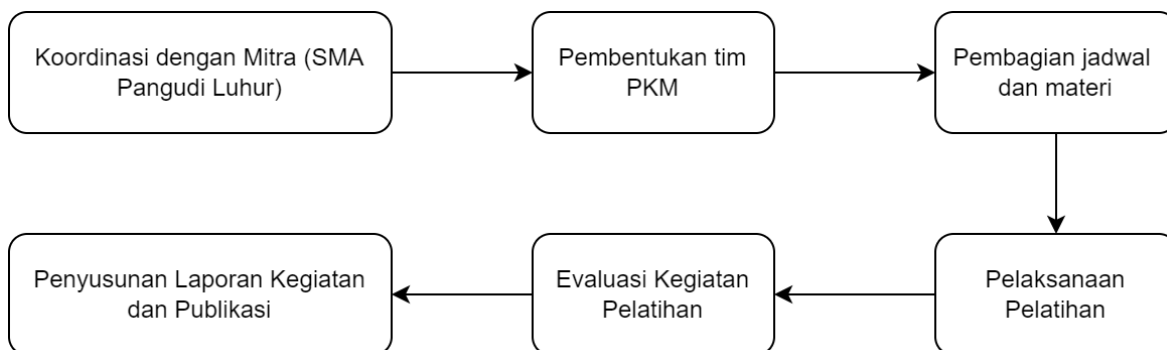 Koordinasi dengan Mitra (SMA
Pangudi Luhur)
Pembentukan tim
PKM
Pembagian jadwal
dan materi
Pelaksanaan
Pelatihan
Evaluasi Kegiatan
Pelatihan
Penyusunan Laporan Kegiatan
dan Publikasi